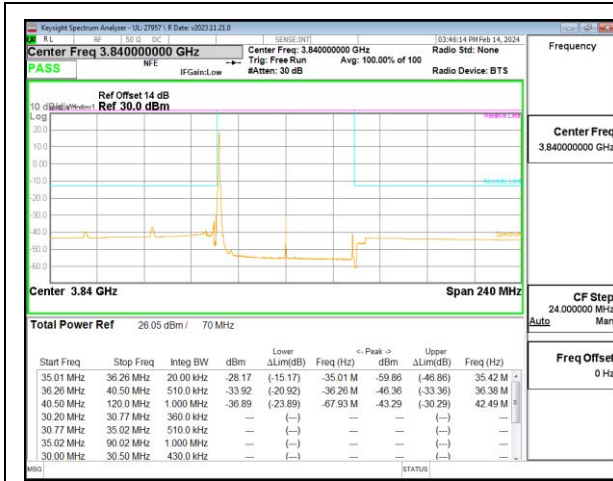 Keysight Spectrum Analyzer - UL: 27957 \ R Date: v2023.11.21.0
RL RF 50 Ω DC SENSE:INT 03:46:14 PM Feb 14, 2024
Center Freq 3.840000000 GHz Center Freq: 3.840000000 GHz Radio Std: None Frequency
PASS NFE Trig: Free Run Avg: 100.00% of 100
IFGain:Low #Atten: 30 dB Radio Device: BTS
Ref Offset 14 dB
10 dB/div Window1 Ref 30.0 dBm
Log Relative Limit
20.0
10.0
0.00
-10.0
Absolute Limit
-20.0
-30.0
-40.0
Spectrum
-50.0
-60.0
Center 3.84 GHz Span 240 MHz
Center Freq
3.840000000 GHz
CF Step
24.000000 MHz
Auto Man
Freq Offset
0 Hz
Total Power Ref 26.05 dBm / 70 MHz
Lower <- Peak -> Upper
Start Freq Stop Freq Integ BW dBm ΔLim(dB) Freq (Hz) dBm ΔLim(dB) Freq (Hz)
35.01 MHz 36.26 MHz 20.00 kHz -28.17 (-15.17) -35.01 M -59.86 (-46.86) 35.42 M
36.26 MHz 40.50 MHz 510.0 kHz -33.92 (-20.92) -36.26 M -46.36 (-33.36) 36.38 M
40.50 MHz 120.0 MHz 1.000 MHz -36.89 (-23.89) -67.93 M -43.29 (-30.29) 42.49 M
30.20 MHz 30.77 MHz 360.0 kHz --- (---) --- (---)
30.77 MHz 35.02 MHz 510.0 kHz --- (---) --- (---)
35.02 MHz 90.02 MHz 1.000 MHz --- (---) --- (---)
30.00 MHz 30.50 MHz 430.0 kHz --- (---) --- (---)
MSG STATUS